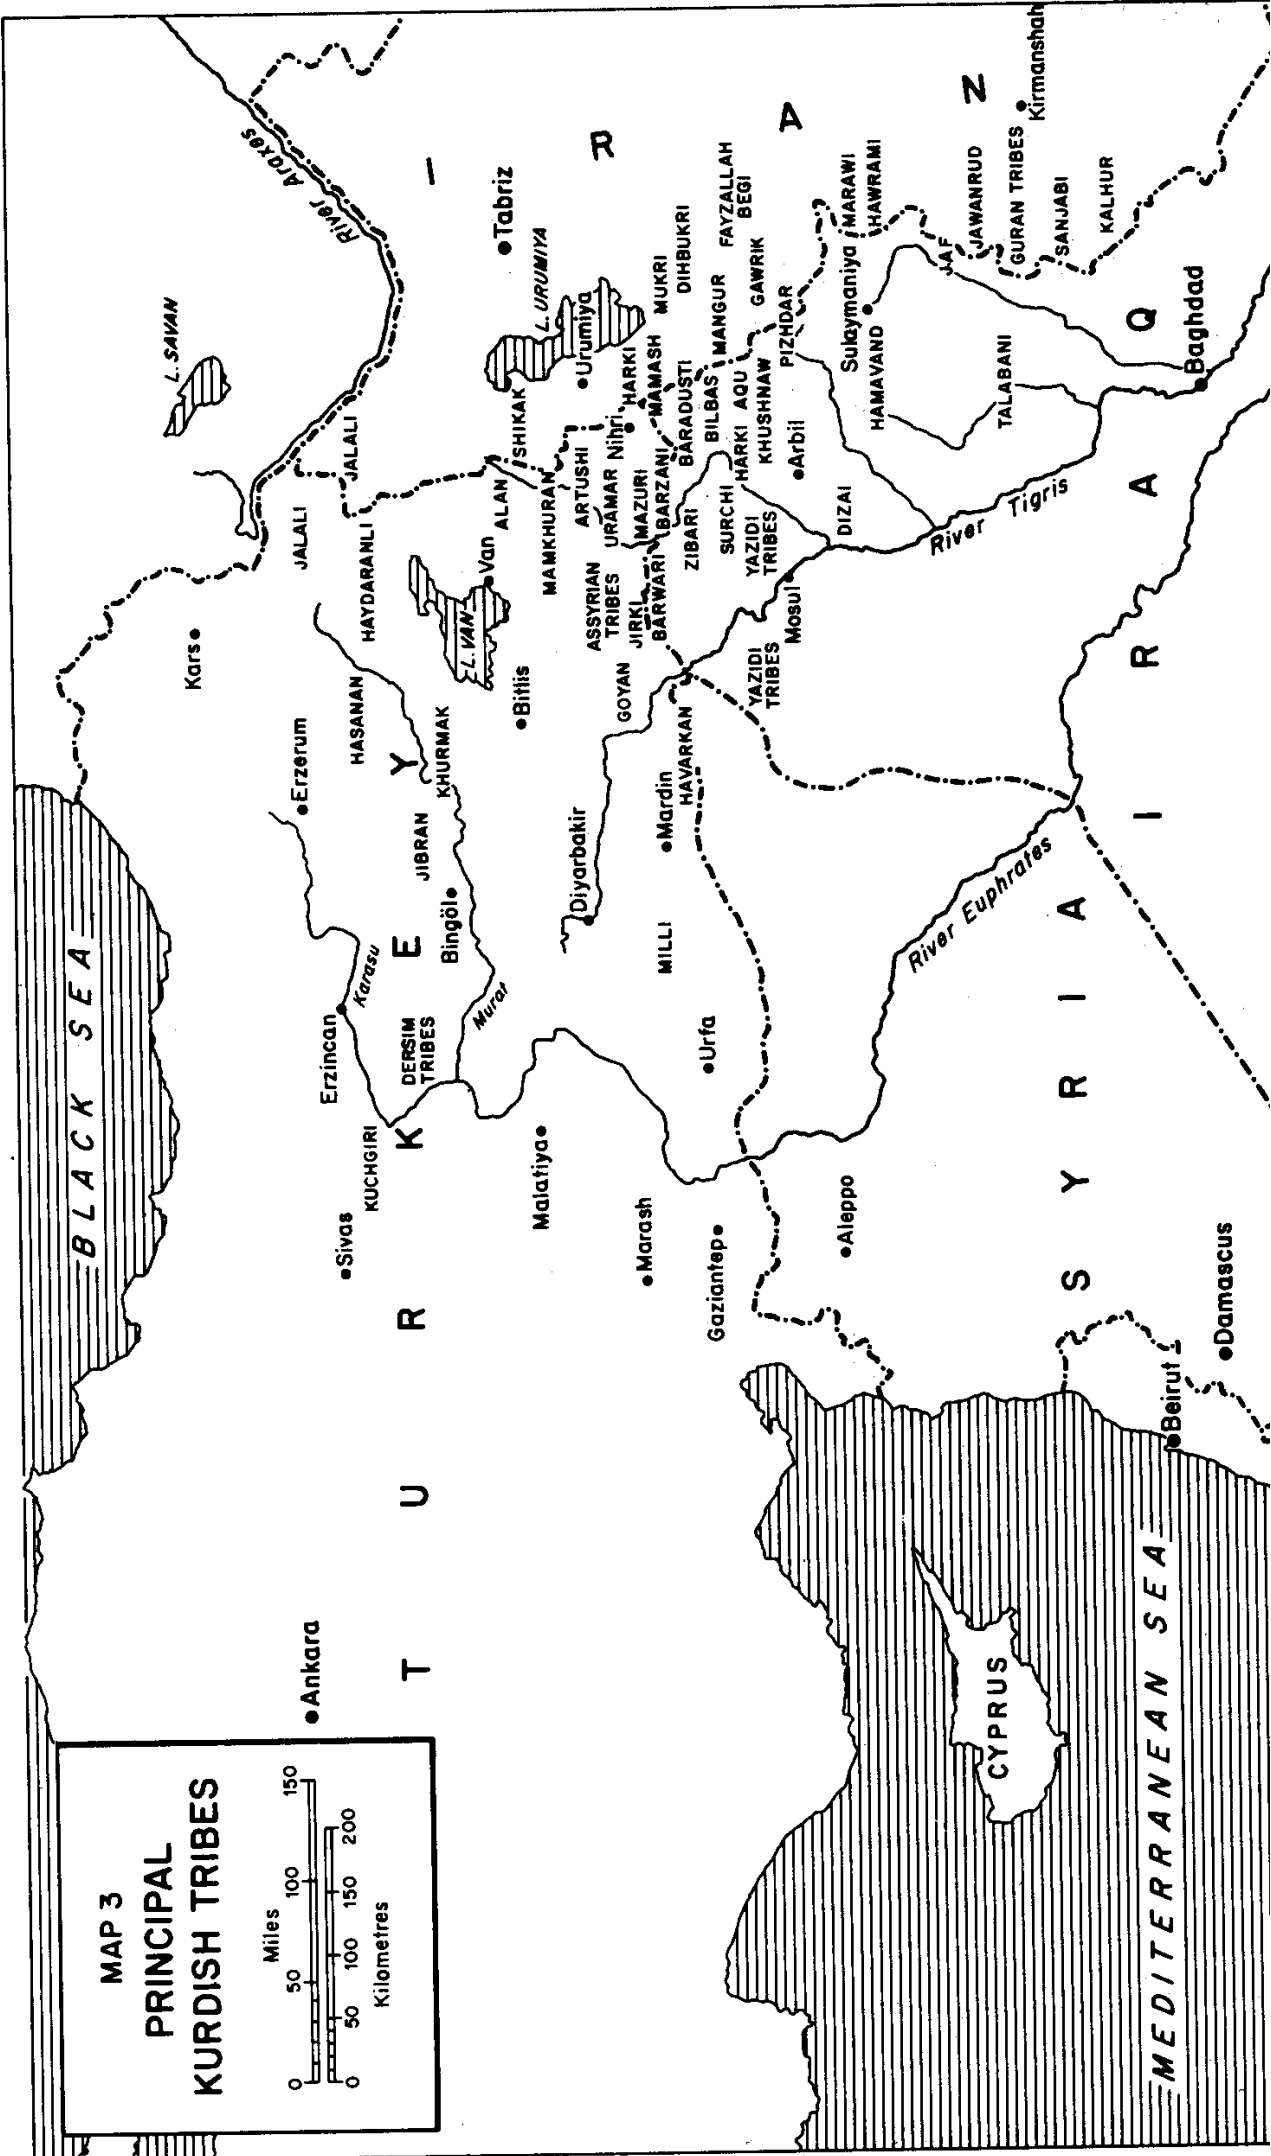 MAP 3
PRINCIPAL
KURDISH TRIBES
Miles
0 50 100 150
0 50 100 150 200
Kilometres
BLACK SEA
MEDITERRANEAN SEA
CYPRUS
TURKEY
SYRIA
IRAQ
IRAN
Ankara
Sivas
KUCHGIRI
Erzincan
Karasu
Erzerum
Kars
L. SAVAN
River Araxes
JALALI
JALALI
HAYDARANLI
HASANAN
KHURMAK
JIBRAN
Bingöl
DERSIM
TRIBES
Murat
Malatiya
Marash
Gaziantep
Urfa
MILLI
Diyarbakir
Mardin
HAVARKAN
Bitlis
L. VAN
Van
ALAN
SHIKAK
Tabriz
L. URUMIYA
Urumiya
MAMKHURAN
ARTUSHI
Nihri
HARKI
MUKRI
DIHBUKRI
ASSYRIAN
TRIBES
URAMAR
MAZURI
MAMASH
GOYAN
JIRKI
BARWARI
BARZANI
BARADUSTI
MANGUR
FAYZALLAH
BEGI
ZIBARI
BILBAS
SURCHI
HARKI
AQU
GAWRIK
YAZIDI
TRIBES
YAZIDI
TRIBES
KHUSHNAW
PIZHDAR
Mosul
Arbil
DIZAI
Sulaymaniya
MARAWI
HAWRAMI
HAMAVAND
JAF
JAWANRUD
TALABANI
GURAN TRIBES
Kirmanshah
SANJABI
KALHUR
River Tigris
Baghdad
River Euphrates
Aleppo
Damascus
Beirut